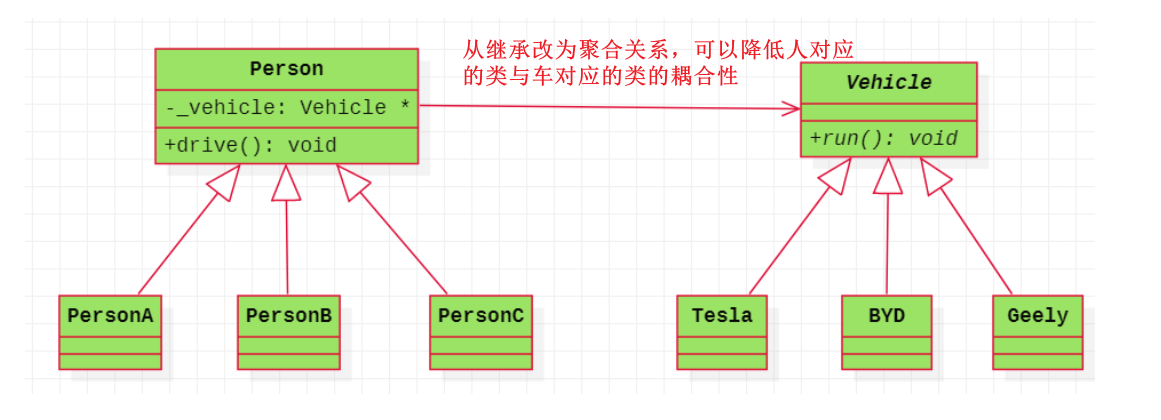 从继承改为聚合关系，可以降低人对应
的类与车对应的类的耦合性
Person
-_vehicle: Vehicle *
+drive(): void
Vehicle
+run(): void
PersonA
PersonB
PersonC
Tesla
BYD
Geely